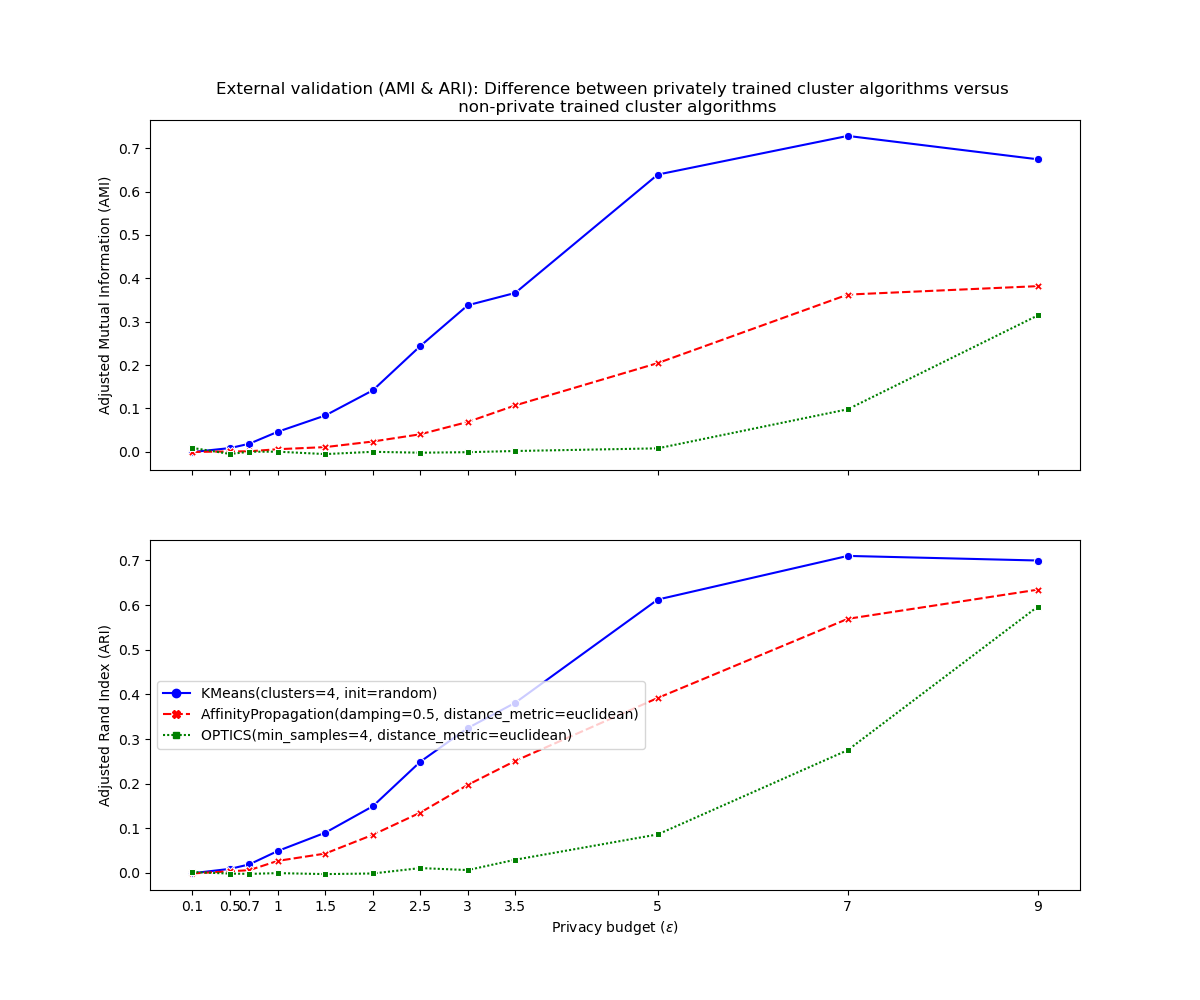 External validation (AMI & ARI): Difference between privately trained cluster algorithms versus
non-private trained cluster algorithms
Adjusted Mutual Information (AMI)
0.7
0.6
0.5
0.4
0.3
0.2
0.1
0.0
Adjusted Rand Index (ARI)
0.7
0.6
0.5
0.4
0.3
0.2
0.1
0.0
KMeans(clusters=4, init=random)
AffinityPropagation(damping=0.5, distance_metric=euclidean)
OPTICS(min_samples=4, distance_metric=euclidean)
0.1 0.5 0.7 1 1.5 2 2.5 3 3.5 5 7 9
Privacy budget (ε)